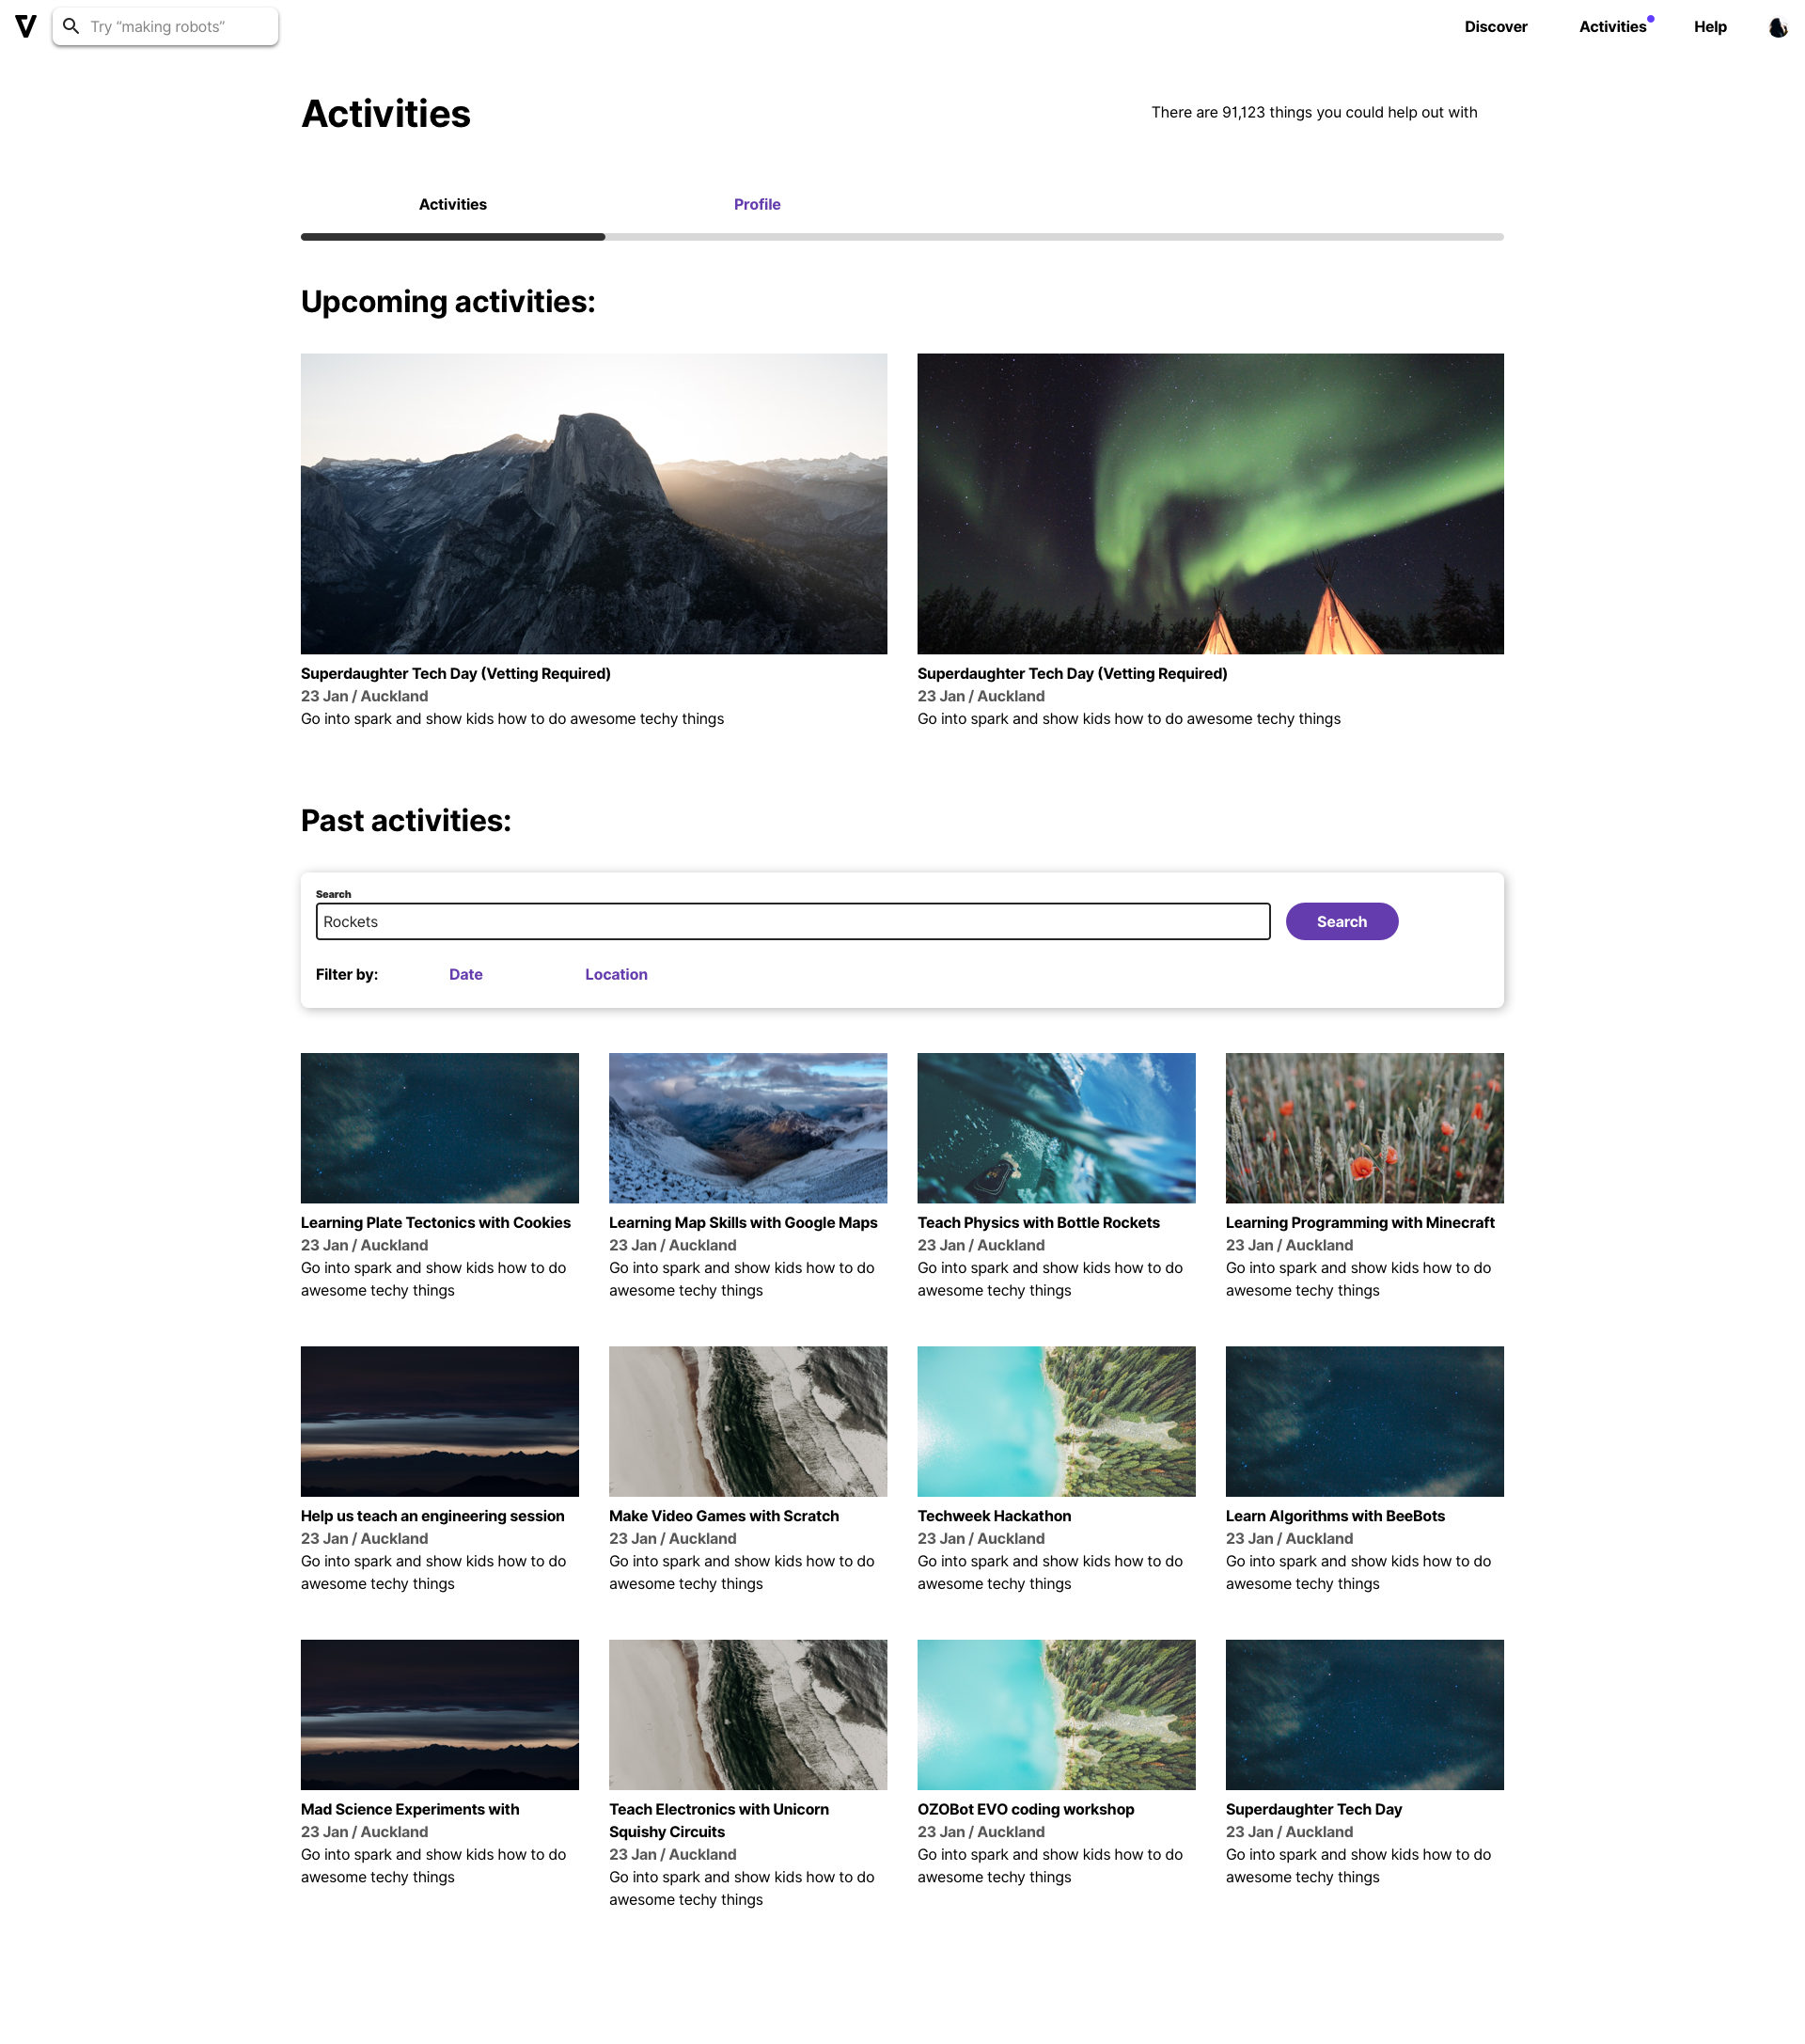 Try “making robots”
Discover
Activities
Help
Activities
There are 91,123 things you could help out with
Activities
Profile
Upcoming activities:
Superdaughter Tech Day (Vetting Required)
23 Jan / Auckland
Go into spark and show kids how to do awesome techy things
Superdaughter Tech Day (Vetting Required)
23 Jan / Auckland
Go into spark and show kids how to do awesome techy things
Past activities:
Search
Rockets
Search
Filter by:
Date
Location
Learning Plate Tectonics with Cookies
23 Jan / Auckland
Go into spark and show kids how to do
awesome techy things
Learning Map Skills with Google Maps
23 Jan / Auckland
Go into spark and show kids how to do
awesome techy things
Teach Physics with Bottle Rockets
23 Jan / Auckland
Go into spark and show kids how to do
awesome techy things
Learning Programming with Minecraft
23 Jan / Auckland
Go into spark and show kids how to do
awesome techy things
Help us teach an engineering session
23 Jan / Auckland
Go into spark and show kids how to do
awesome techy things
Make Video Games with Scratch
23 Jan / Auckland
Go into spark and show kids how to do
awesome techy things
Techweek Hackathon
23 Jan / Auckland
Go into spark and show kids how to do
awesome techy things
Learn Algorithms with BeeBots
23 Jan / Auckland
Go into spark and show kids how to do
awesome techy things
Mad Science Experiments with
23 Jan / Auckland
Go into spark and show kids how to do
awesome techy things
Teach Electronics with Unicorn
Squishy Circuits
23 Jan / Auckland
Go into spark and show kids how to do
awesome techy things
OZOBot EVO coding workshop
23 Jan / Auckland
Go into spark and show kids how to do
awesome techy things
Superdaughter Tech Day
23 Jan / Auckland
Go into spark and show kids how to do
awesome techy things